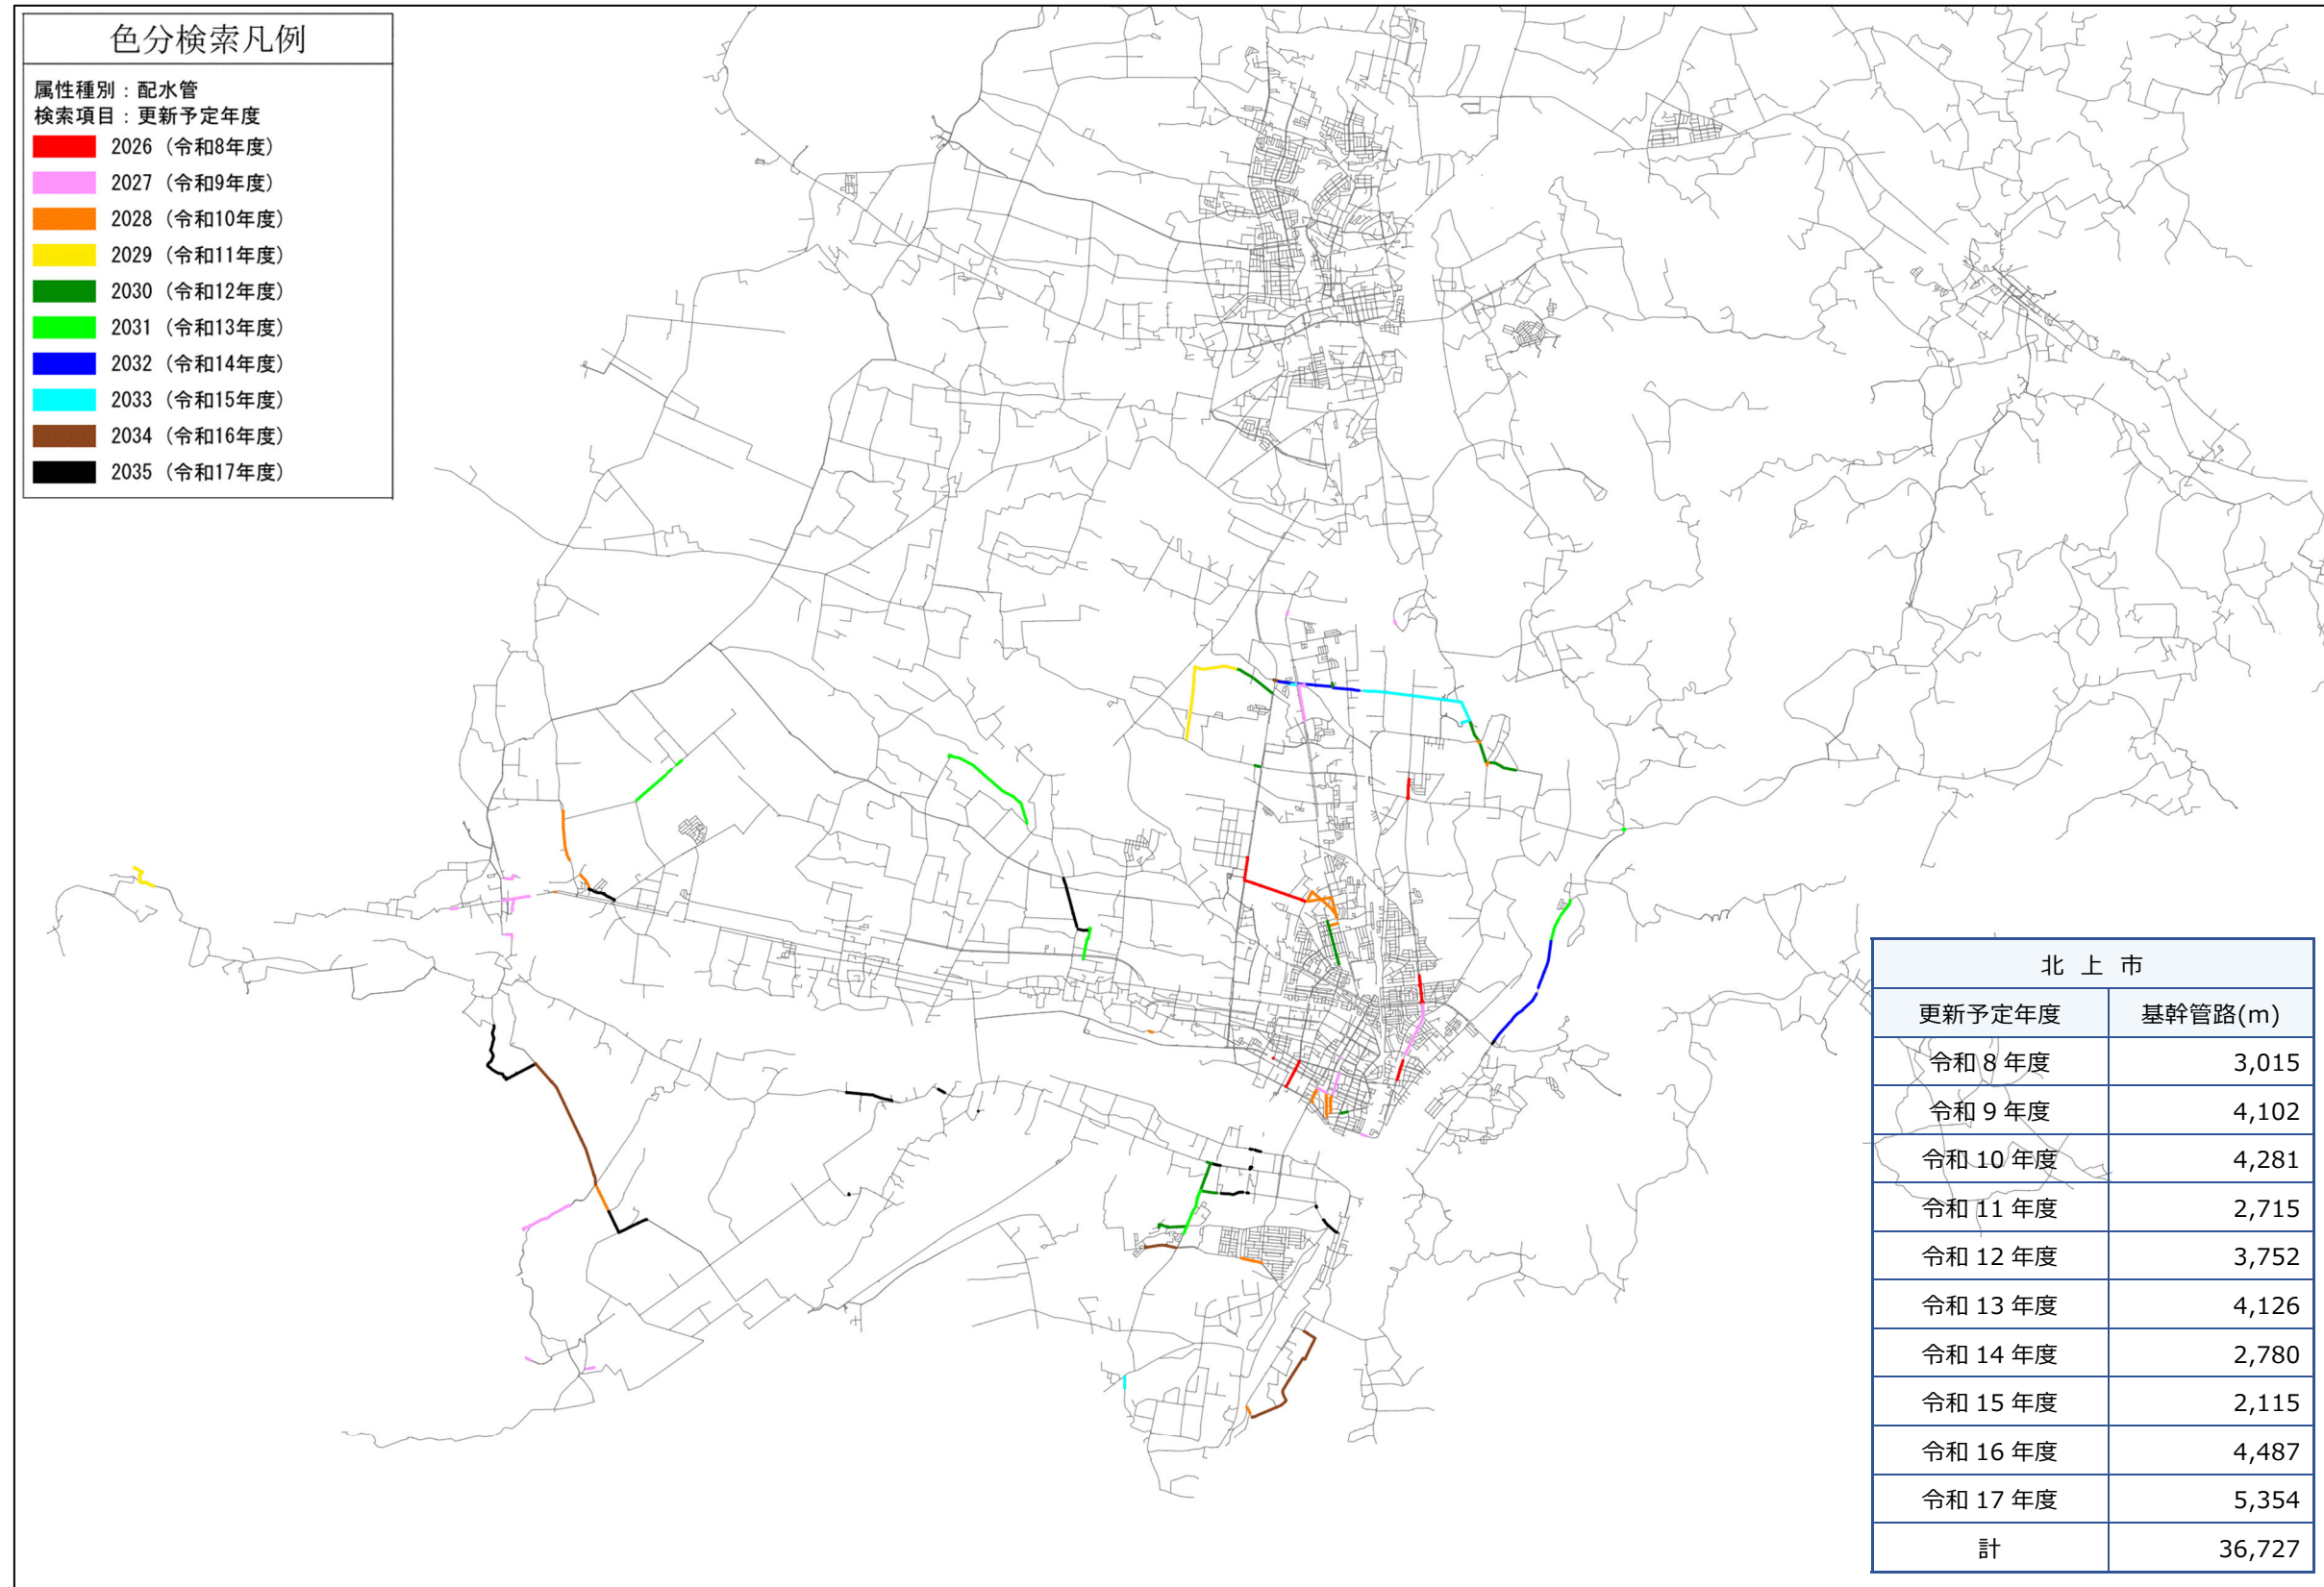 色分検索凡例
属性種別：配水管
検索項目：更新予定年度
2026（令和8年度）
2027（令和9年度）
2028（令和10年度）
2029（令和11年度）
2030（令和12年度）
2031（令和13年度）
2032（令和14年度）
2033（令和15年度）
2034（令和16年度）
2035（令和17年度）
北 上 市
更新予定年度 基幹管路(m)
令和 8 年度 3,015
令和 9 年度 4,102
令和 10 年度 4,281
令和 11 年度 2,715
令和 12 年度 3,752
令和 13 年度 4,126
令和 14 年度 2,780
令和 15 年度 2,115
令和 16 年度 4,487
令和 17 年度 5,354
計 36,727